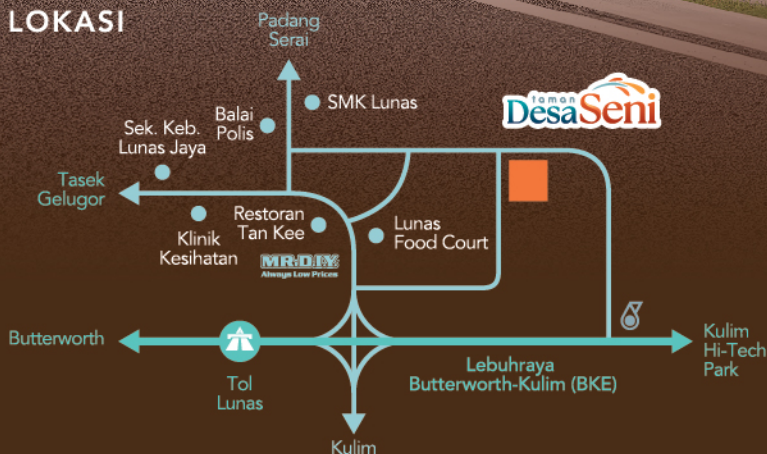 LOKASI
Padang
Serai
SMK Lunas
taman
DesaSeni
Balai
Polis
Sek. Keb.
Lunas Jaya
Tasek
Gelugor
Restoran
Tan Kee
Lunas
Food Court
Klinik
Kesihatan
MR.D.I.Y.
Always Low Prices
Butterworth
Kulim
Hi-Tech
Park
Lebuhraya
Butterworth-Kulim (BKE)
Tol
Lunas
Kulim